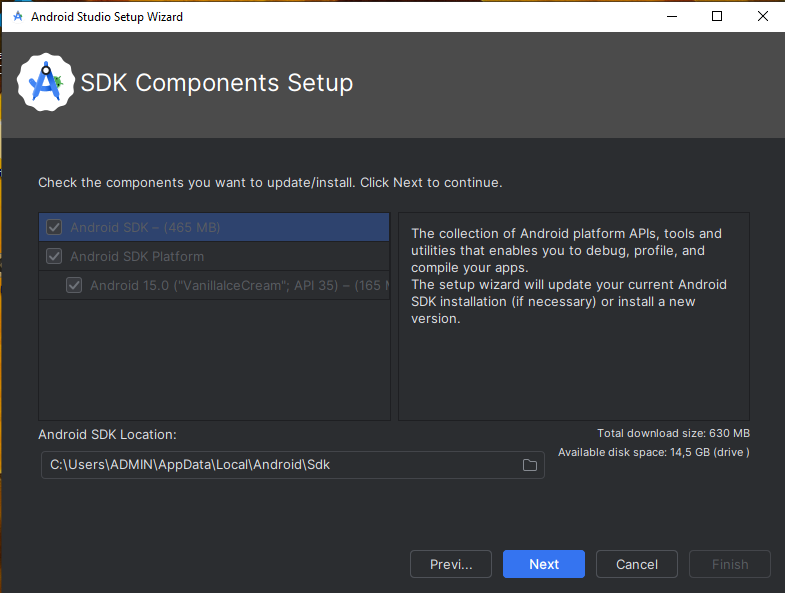 Android Studio Setup Wizard
SDK Components Setup
Check the components you want to update/install. Click Next to continue.
Android SDK – (465 MB)
Android SDK Platform
Android 15.0 ("VanillaIceCream"; API 35) – (165 M
The collection of Android platform APIs, tools and
utilities that enables you to debug, profile, and
compile your apps.
The setup wizard will update your current Android
SDK installation (if necessary) or install a new
version.
Android SDK Location:
Total download size: 630 MB
Available disk space: 14,5 GB (drive )
C:\Users\ADMIN\AppData\Local\Android\Sdk
Previ...
Next
Cancel
Finish